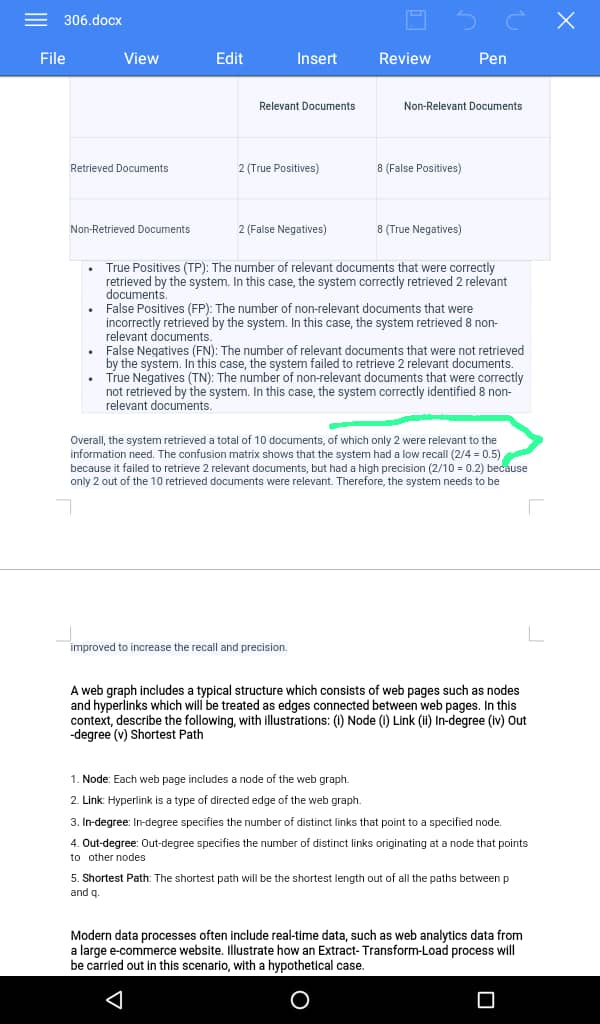 306.docx
File View Edit Insert Review Pen
Relevant Documents Non-Relevant Documents
Retrieved Documents 2 (True Positives) 8 (False Positives)
Non-Retrieved Documents 2 (False Negatives) 8 (True Negatives)
• True Positives (TP): The number of relevant documents that were correctly
retrieved by the system. In this case, the system correctly retrieved 2 relevant
documents.
• False Positives (FP): The number of non-relevant documents that were
incorrectly retrieved by the system. In this case, the system retrieved 8 non-
relevant documents.
• False Negatives (FN): The number of relevant documents that were not retrieved
by the system. In this case, the system failed to retrieve 2 relevant documents.
• True Negatives (TN): The number of non-relevant documents that were correctly
not retrieved by the system. In this case, the system correctly identified 8 non-
relevant documents.
Overall, the system retrieved a total of 10 documents, of which only 2 were relevant to the
information need. The confusion matrix shows that the system had a low recall (2/4 = 0.5)
because it failed to retrieve 2 relevant documents, but had a high precision (2/10 = 0.2) because
only 2 out of the 10 retrieved documents were relevant. Therefore, the system needs to be
improved to increase the recall and precision.
A web graph includes a typical structure which consists of web pages such as nodes
and hyperlinks which will be treated as edges connected between web pages. In this
context, describe the following, with illustrations: (i) Node (i) Link (ii) In-degree (iv) Out
-degree (v) Shortest Path
1. Node: Each web page includes a node of the web graph.
2. Link: Hyperlink is a type of directed edge of the web graph.
3. In-degree: In-degree specifies the number of distinct links that point to a specified node.
4. Out-degree: Out-degree specifies the number of distinct links originating at a node that points
to other nodes
5. Shortest Path: The shortest path will be the shortest length out of all the paths between p
and q.
Modern data processes often include real-time data, such as web analytics data from
a large e-commerce website. Illustrate how an Extract- Transform-Load process will
be carried out in this scenario, with a hypothetical case.